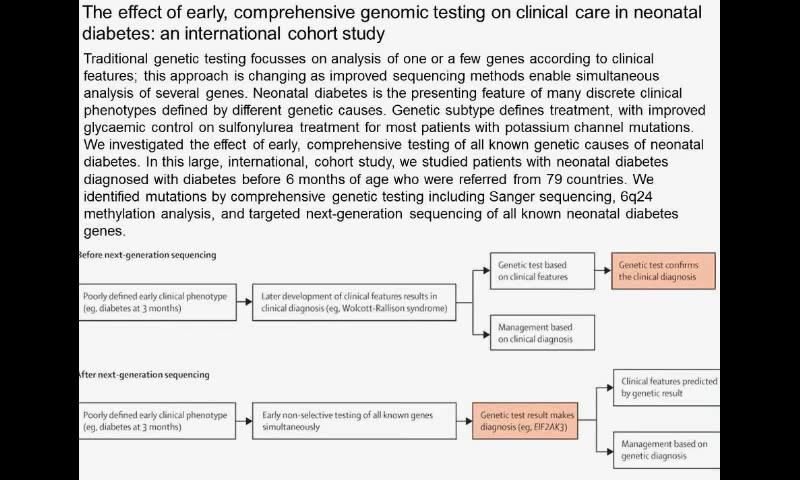 The effect of early, comprehensive genomic testing on clinical care in neonatal
diabetes: an international cohort study
Traditional genetic testing focusses on analysis of one or a few genes according to clinical
features; this approach is changing as improved sequencing methods enable simultaneous
analysis of several genes. Neonatal diabetes is the presenting feature of many discrete clinical
phenotypes defined by different genetic causes. Genetic subtype defines treatment, with improved
glycaemic control on sulfonylurea treatment for most patients with potassium channel mutations.
We investigated the effect of early, comprehensive testing of all known genetic causes of neonatal
diabetes. In this large, international, cohort study, we studied patients with neonatal diabetes
diagnosed with diabetes before 6 months of age who were referred from 79 countries. We
identified mutations by comprehensive genetic testing including Sanger sequencing, 6q24
methylation analysis, and targeted next-generation sequencing of all known neonatal diabetes
genes.
Before next-generation sequencing
Poorly defined early clinical phenotype
(eg, diabetes at 3 months)
Later development of clinical features results in
clinical diagnosis (eg, Wolcott-Rallison syndrome)
Genetic test based
on clinical features
Genetic test confirms
the clinical diagnosis
Management based
on clinical diagnosis
After next-generation sequencing
Poorly defined early clinical phenotype
(eg, diabetes at 3 months)
Early non-selective testing of all known genes
simultaneously
Genetic test result makes
diagnosis (eg, EIF2AK3)
Clinical features predicted
by genetic result
Management based on
genetic diagnosis